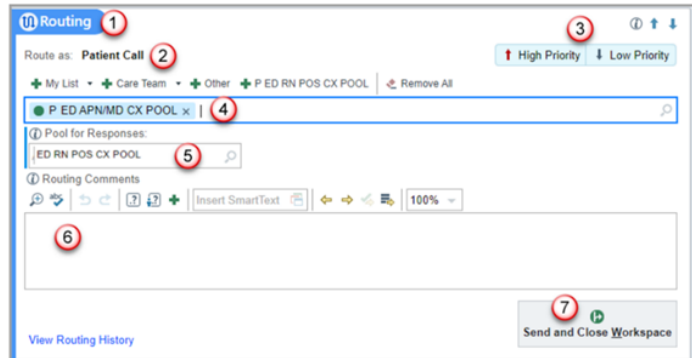 Routing 1
3
Route as: Patient Call 2
High Priority Low Priority
My List Care Team Other P ED RN POS CX POOL Remove All
P ED APN/MD CX POOL x 4
Pool for Responses:
ED RN POS CX POOL 5
Routing Comments
Insert SmartText 100%
6
7
Send and Close Workspace
View Routing History